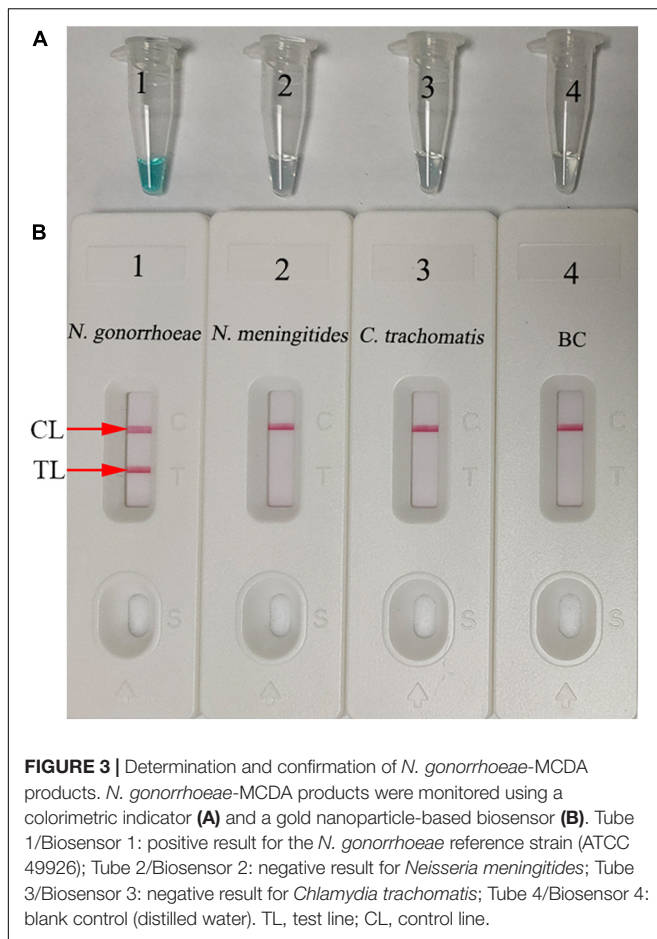 A
1 2 3 4
B
1 2 3 4
N. gonorrhoeae N. meningitides C. trachomatis BC
CL C C C C
TL T T T T
S S S S
FIGURE 3 | Determination and confirmation of N. gonorrhoeae-MCDA
products. N. gonorrhoeae-MCDA products were monitored using a
colorimetric indicator (A) and a gold nanoparticle-based biosensor (B). Tube
1/Biosensor 1: positive result for the N. gonorrhoeae reference strain (ATCC
49926); Tube 2/Biosensor 2: negative result for Neisseria meningitides; Tube
3/Biosensor 3: negative result for Chlamydia trachomatis; Tube 4/Biosensor 4:
blank control (distilled water). TL, test line; CL, control line.